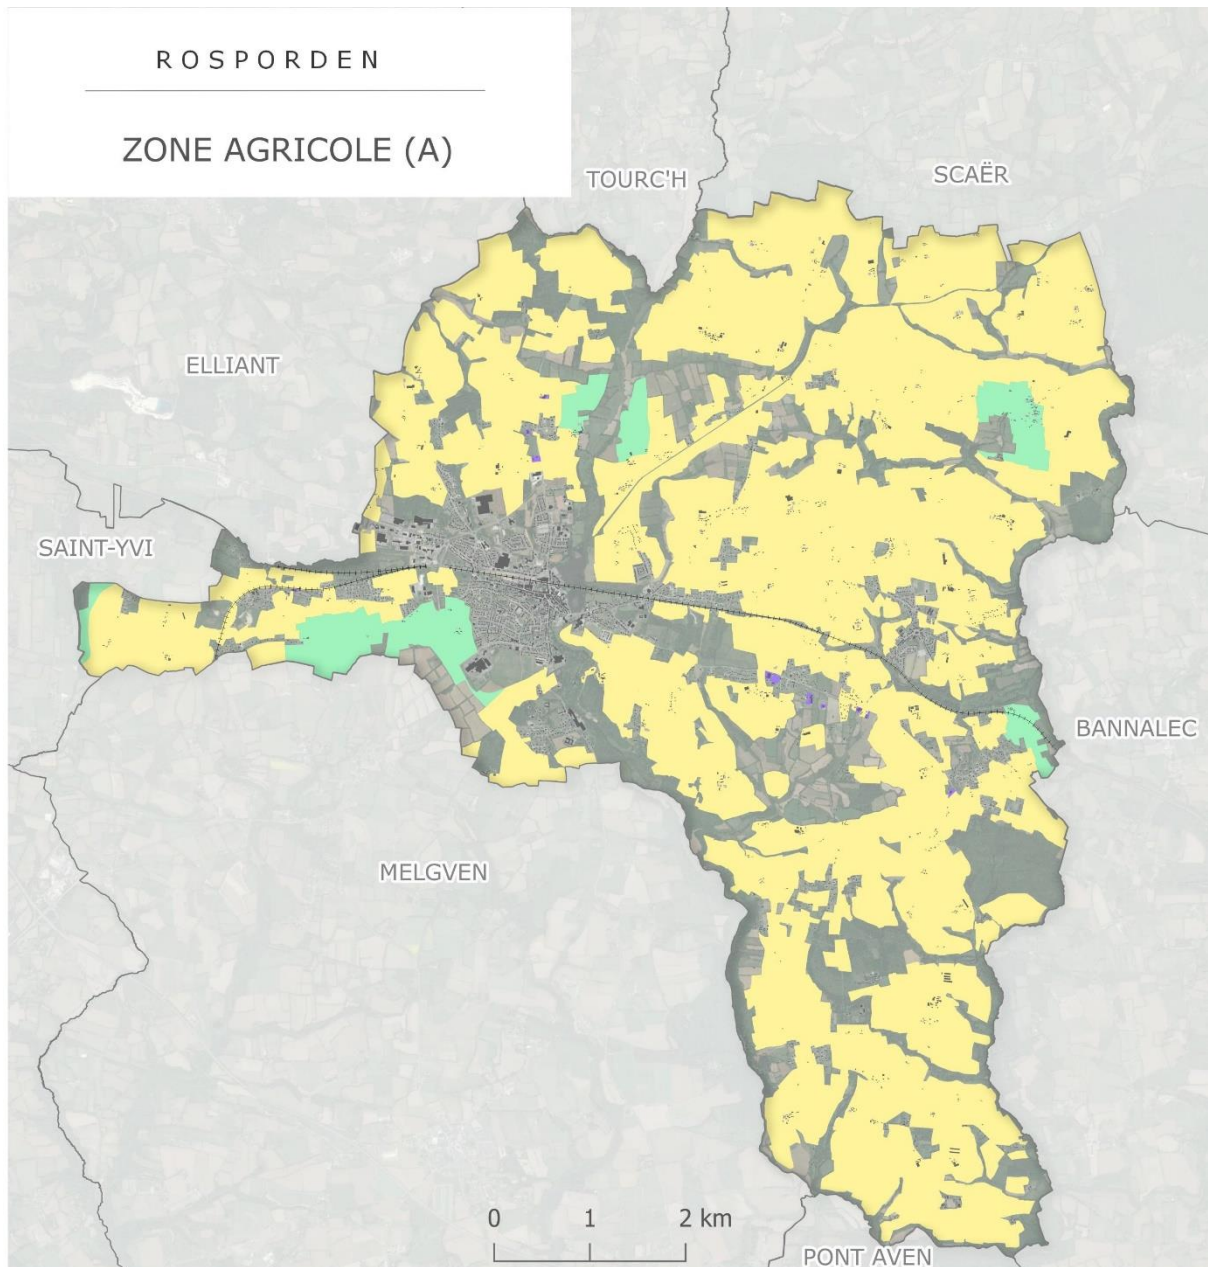 ROSPORDEN
ZONE AGRICOLE (A)
TOURC'H
SCAËR
ELLIANT
SAINT-YVI
BANNALEC
MELGVEN
0 1 2 km
PONT AVEN